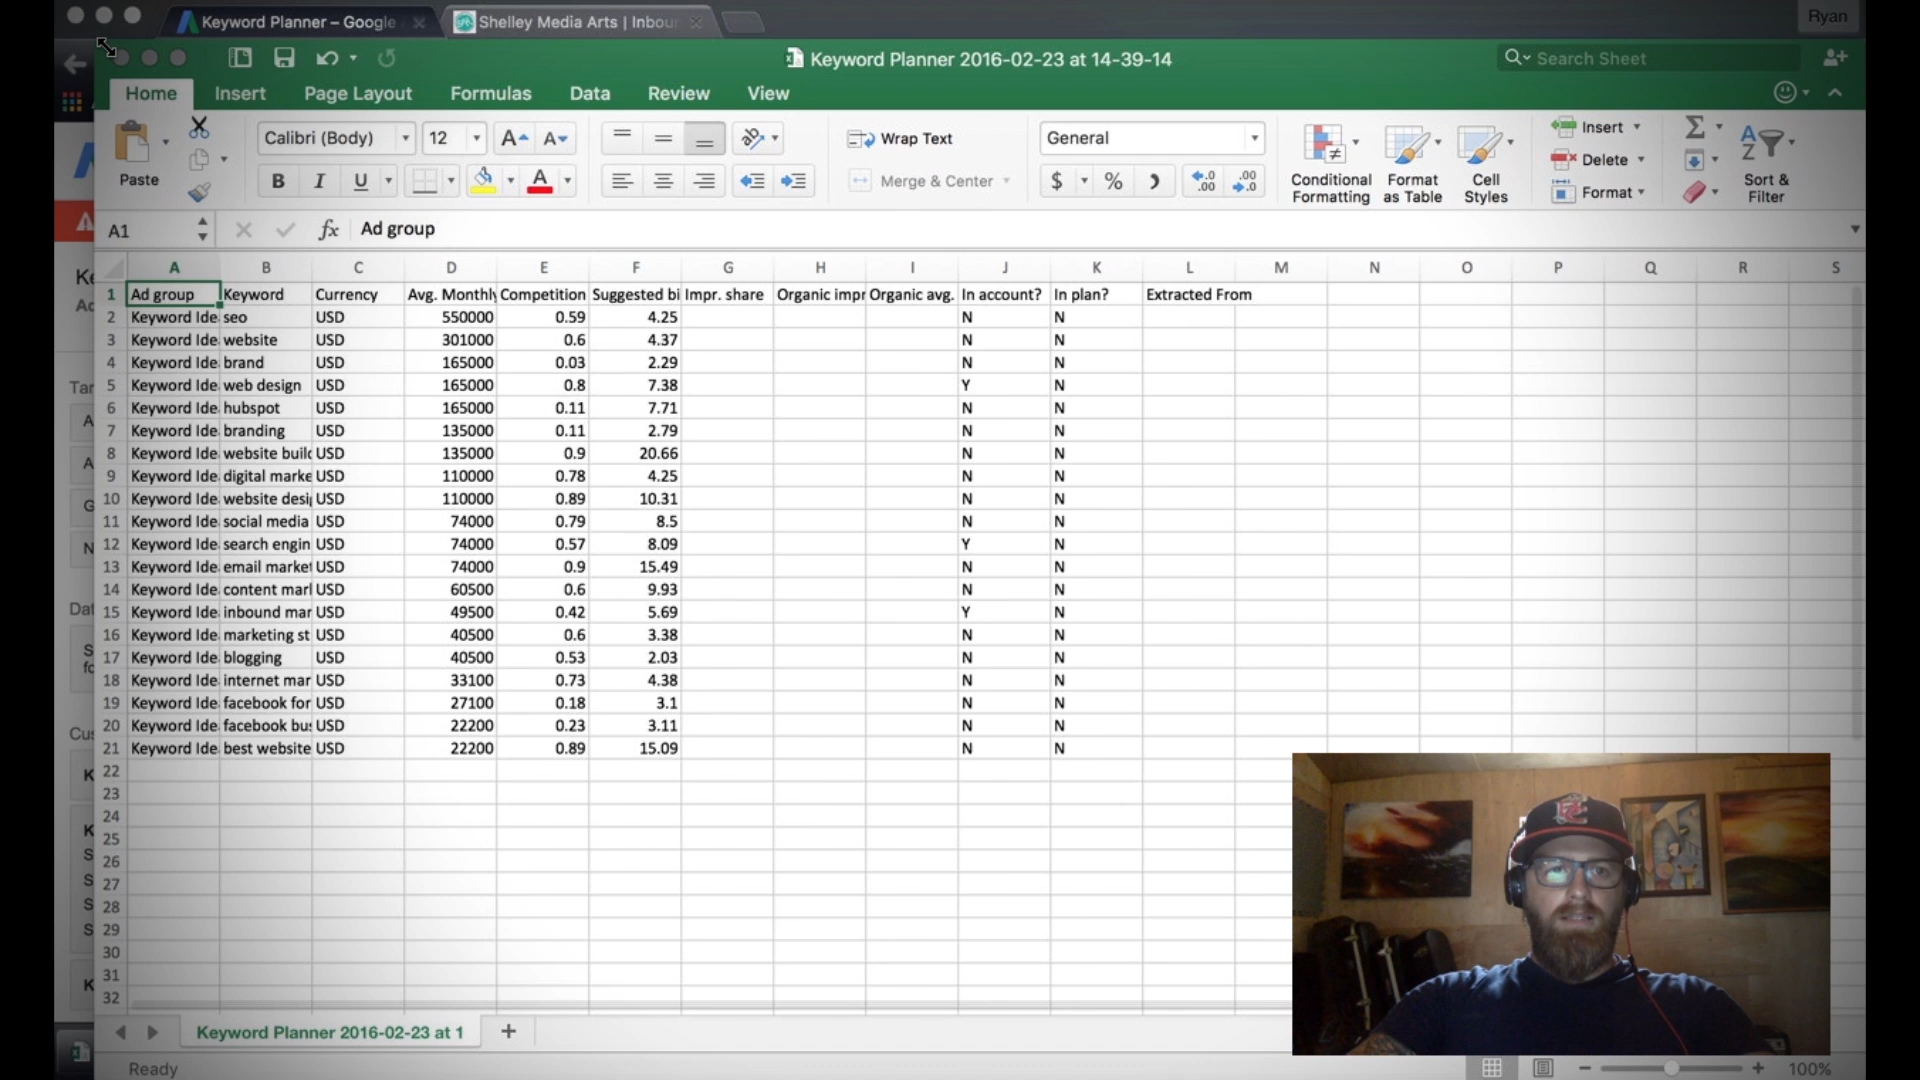 Keyword Planner – Google
Shelley Media Arts | Inbou
Ryan
Keyword Planner 2016-02-23 at 14-39-14
Search Sheet
Home Insert Page Layout Formulas Data Review View
Paste
Calibri (Body) 12
Wrap Text
General
Merge & Center
Conditional Formatting
Format as Table
Cell Styles
Insert
Delete
Format
Sort & Filter
A1 fx Ad group
A B C D E F G H I J K L M N O P Q R S
1 Ad group Keyword Currency Avg. Monthly Competition Suggested bi Impr. share Organic impr Organic avg. In account? In plan? Extracted From
2 Keyword Ide seo USD 550000 0.59 4.25 N N
3 Keyword Ide website USD 301000 0.6 4.37 N N
4 Keyword Ide brand USD 165000 0.03 2.29 N N
5 Keyword Ide web design USD 165000 0.8 7.38 Y N
6 Keyword Ide hubspot USD 165000 0.11 7.71 N N
7 Keyword Ide branding USD 135000 0.11 2.79 N N
8 Keyword Ide website buil USD 135000 0.9 20.66 N N
9 Keyword Ide digital marke USD 110000 0.78 4.25 N N
10 Keyword Ide website desi USD 110000 0.89 10.31 N N
11 Keyword Ide social media USD 74000 0.79 8.5 N N
12 Keyword Ide search engin USD 74000 0.57 8.09 Y N
13 Keyword Ide email market USD 74000 0.9 15.49 N N
14 Keyword Ide content mar USD 60500 0.6 9.93 N N
15 Keyword Ide inbound mar USD 49500 0.42 5.69 Y N
16 Keyword Ide marketing st USD 40500 0.6 3.38 N N
17 Keyword Ide blogging USD 40500 0.53 2.03 N N
18 Keyword Ide internet mar USD 33100 0.73 4.38 N N
19 Keyword Ide facebook for USD 27100 0.18 3.1 N N
20 Keyword Ide facebook bus USD 22200 0.23 3.11 N N
21 Keyword Ide best website USD 22200 0.89 15.09 N N
22
23
24
25
26
27
28
29
30
31
32
Keyword Planner 2016-02-23 at 1
Ready
100%